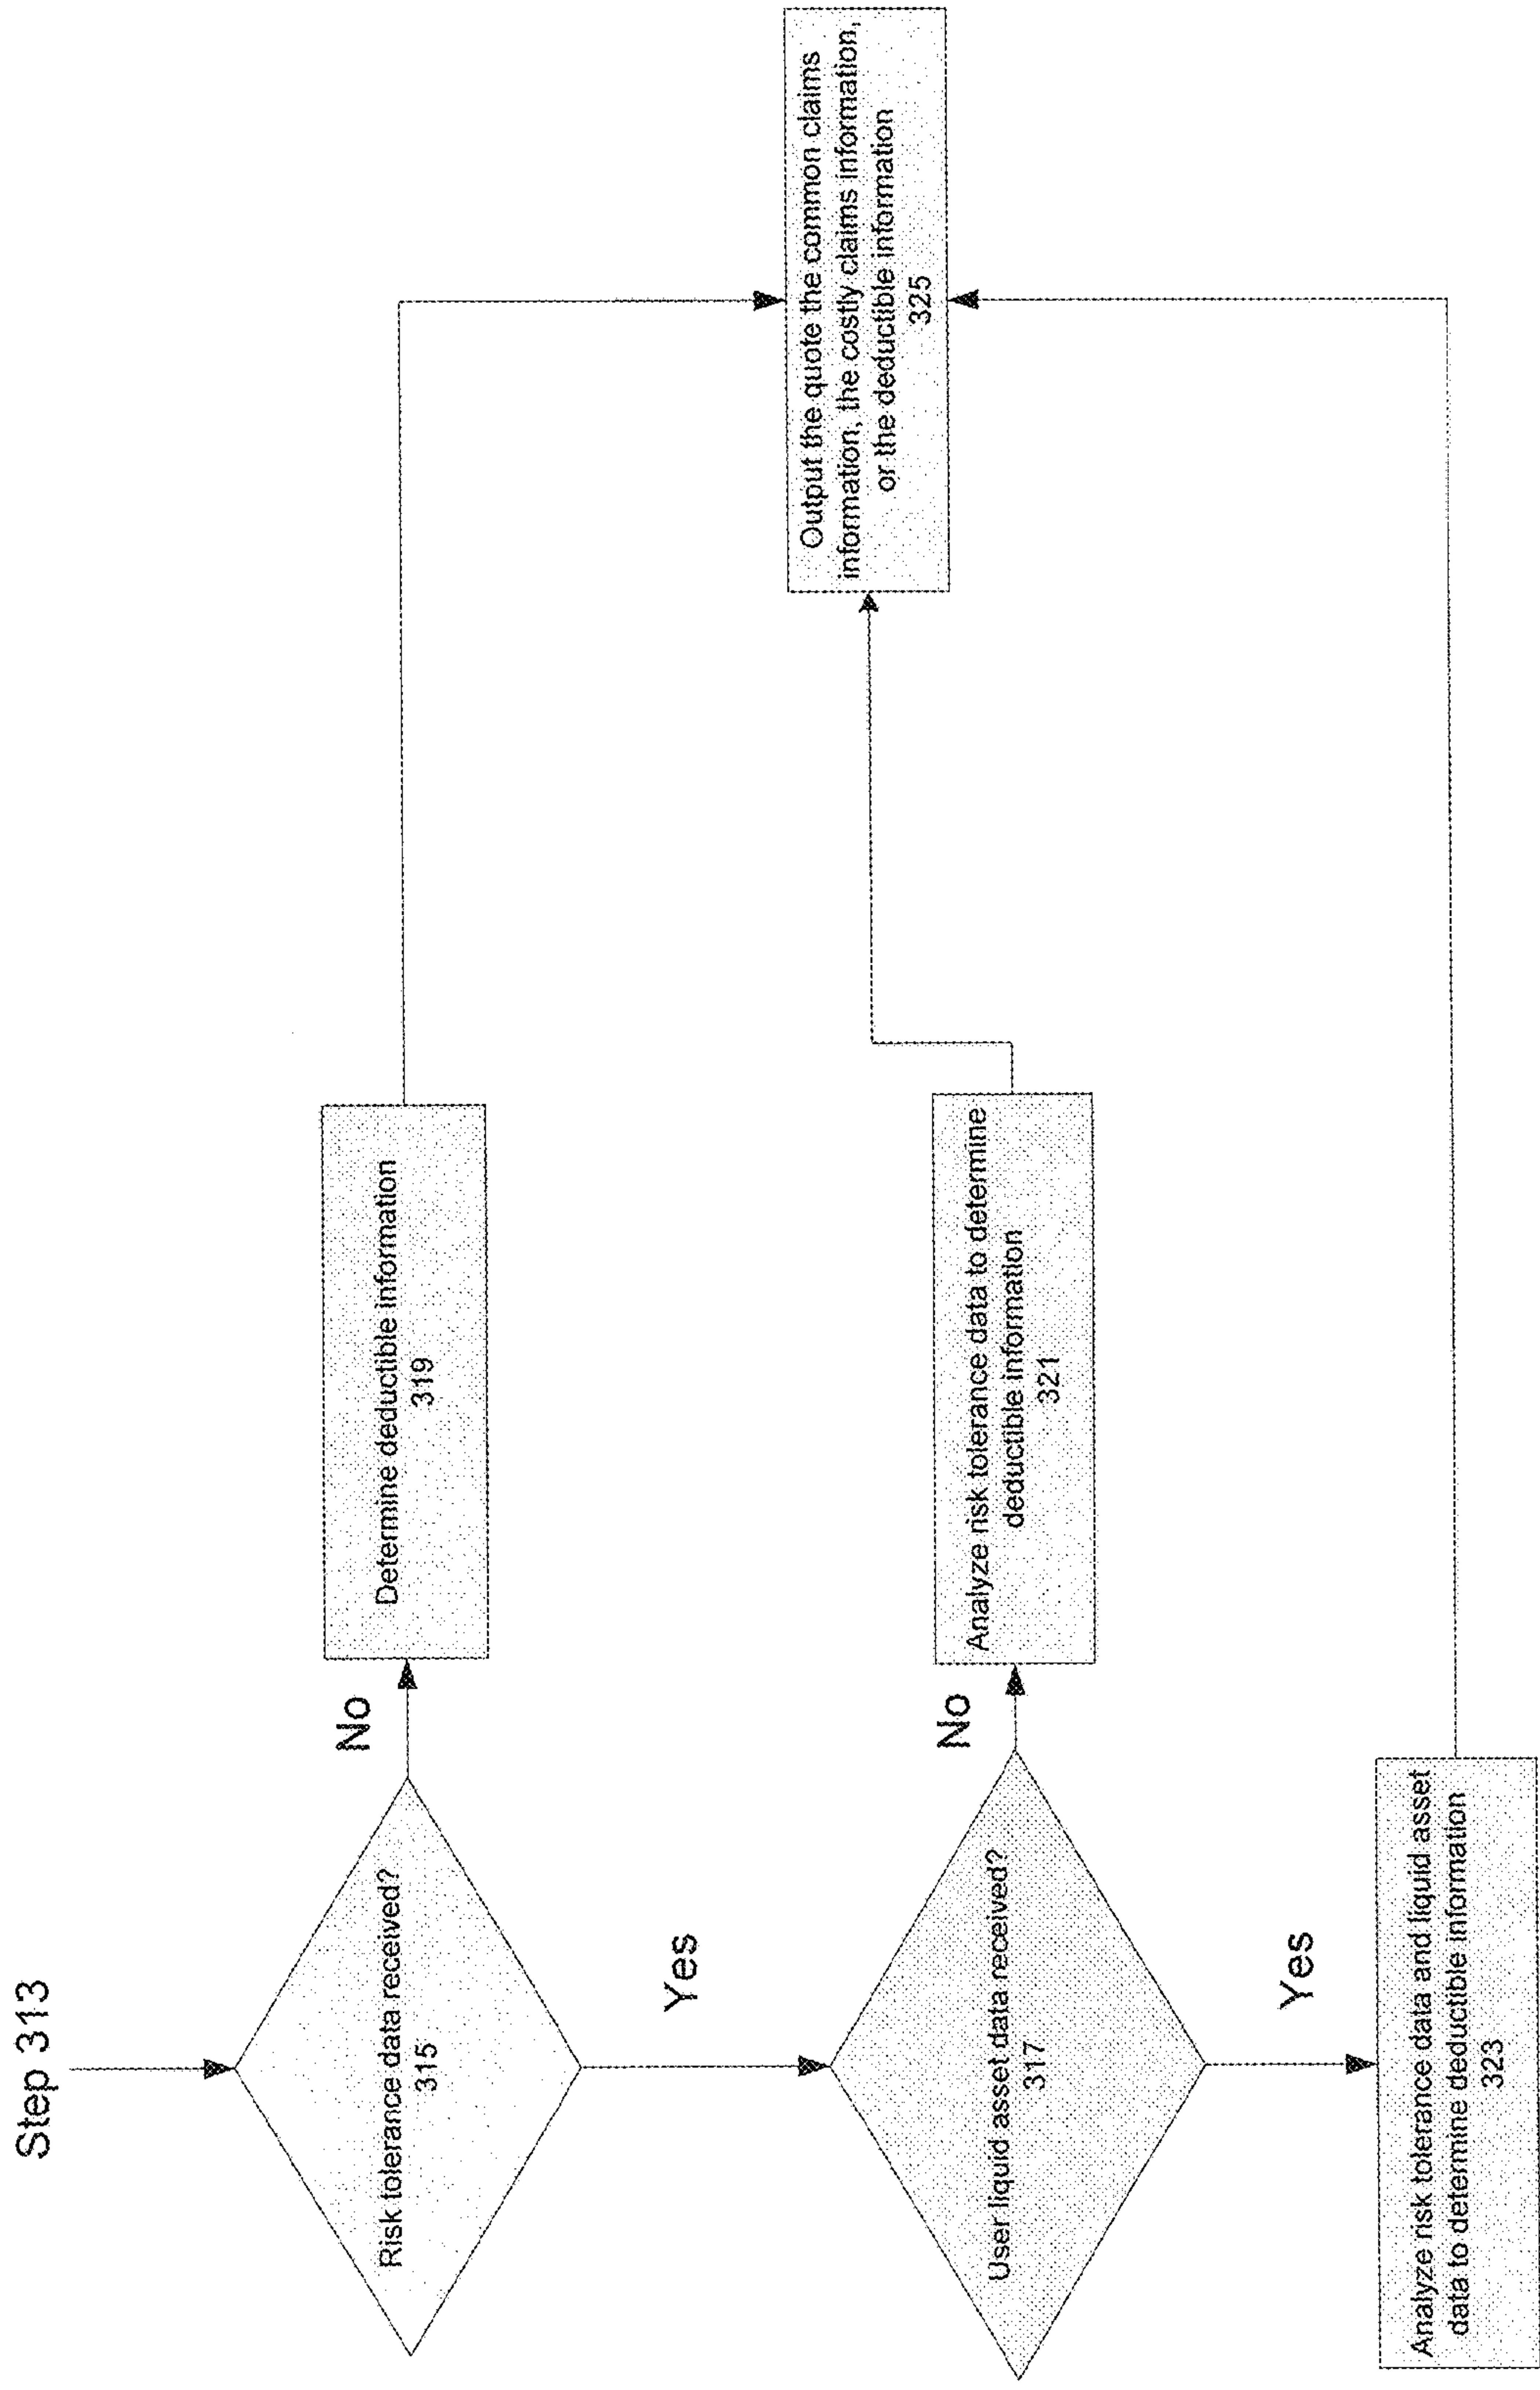 Step 313
Risk tolerance data received?
315
No
Determine deductible information
319
Yes
User liquid asset data received?
317
No
Analyze risk tolerance data to determine
deductible information
321
Yes
Analyze risk tolerance data and liquid asset
data to determine deductible information
323
Output the quote the common claims
information, the costly claims information,
or the deductible information
325